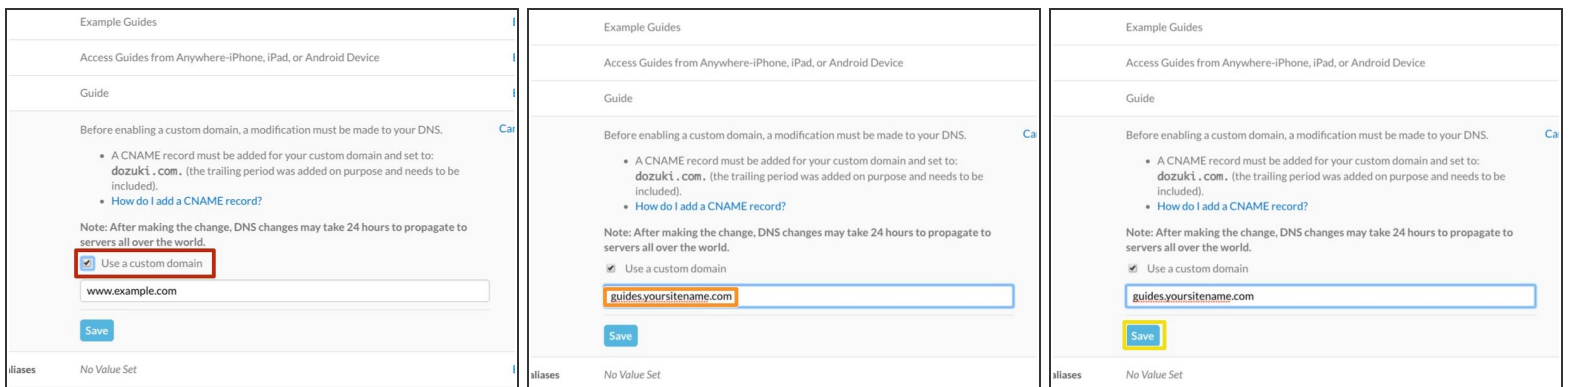 Example Guides
Access Guides from Anywhere-iPhone, iPad, or Android Device
Guide
Before enabling a custom domain, a modification must be made to your DNS.
• A CNAME record must be added for your custom domain and set to:
dozuki.com. (the trailing period was added on purpose and needs to be
included).
• How do I add a CNAME record?
Note: After making the change, DNS changes may take 24 hours to propagate to
servers all over the world.
Use a custom domain
www.example.com
Save
No Value Set
Example Guides
Access Guides from Anywhere-iPhone, iPad, or Android Device
Guide
Before enabling a custom domain, a modification must be made to your DNS.
• A CNAME record must be added for your custom domain and set to:
dozuki.com. (the trailing period was added on purpose and needs to be
included).
• How do I add a CNAME record?
Note: After making the change, DNS changes may take 24 hours to propagate to
servers all over the world.
Use a custom domain
guides.yoursitename.com
Save
aliases No Value Set
Example Guides
Access Guides from Anywhere-iPhone, iPad, or Android Device
Guide
Before enabling a custom domain, a modification must be made to your DNS.
• A CNAME record must be added for your custom domain and set to:
dozuki.com. (the trailing period was added on purpose and needs to be
included).
• How do I add a CNAME record?
Note: After making the change, DNS changes may take 24 hours to propagate to
servers all over the world.
Use a custom domain
guides.yoursitename.com
Save
aliases No Value Set